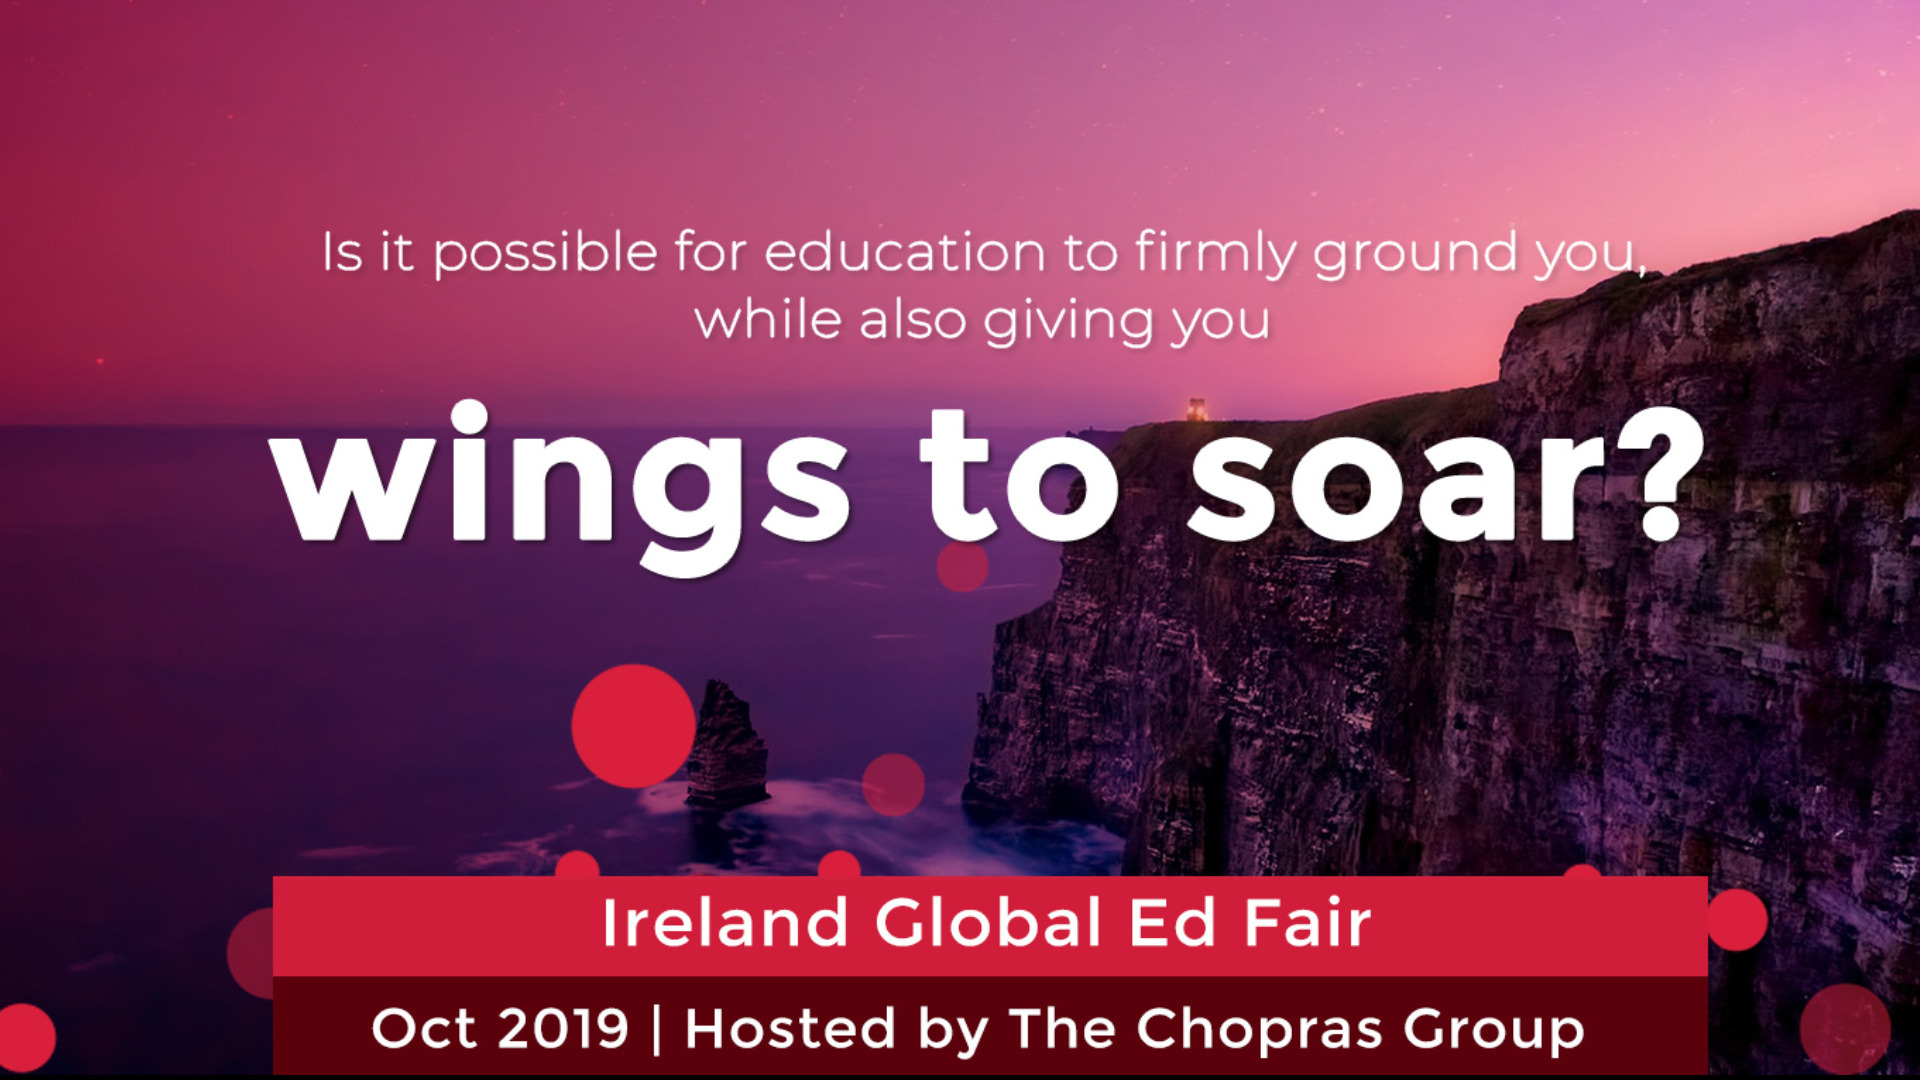 Is it possible for education to firmly ground you,
while also giving you
wings to soar?
Ireland Global Ed Fair
Oct 2019 | Hosted by The Chopras Group